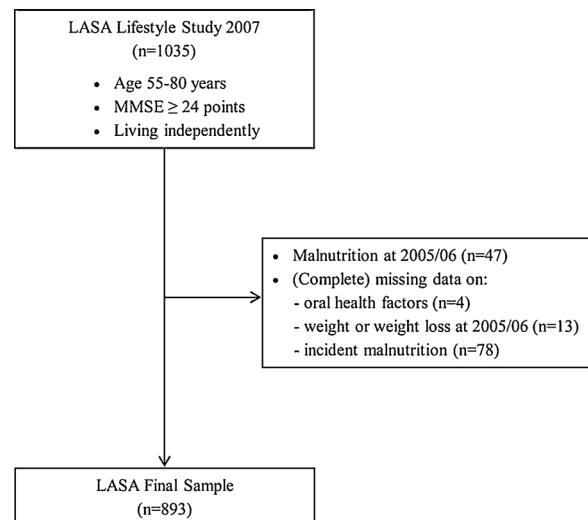 LASA Lifestyle Study 2007
(n=1035)
• Age 55-80 years
• MMSE ≥ 24 points
• Living independently
• Malnutrition at 2005/06 (n=47)
• (Complete) missing data on:
- oral health factors (n=4)
- weight or weight loss at 2005/06 (n=13)
- incident malnutrition (n=78)
LASA Final Sample
(n=893)